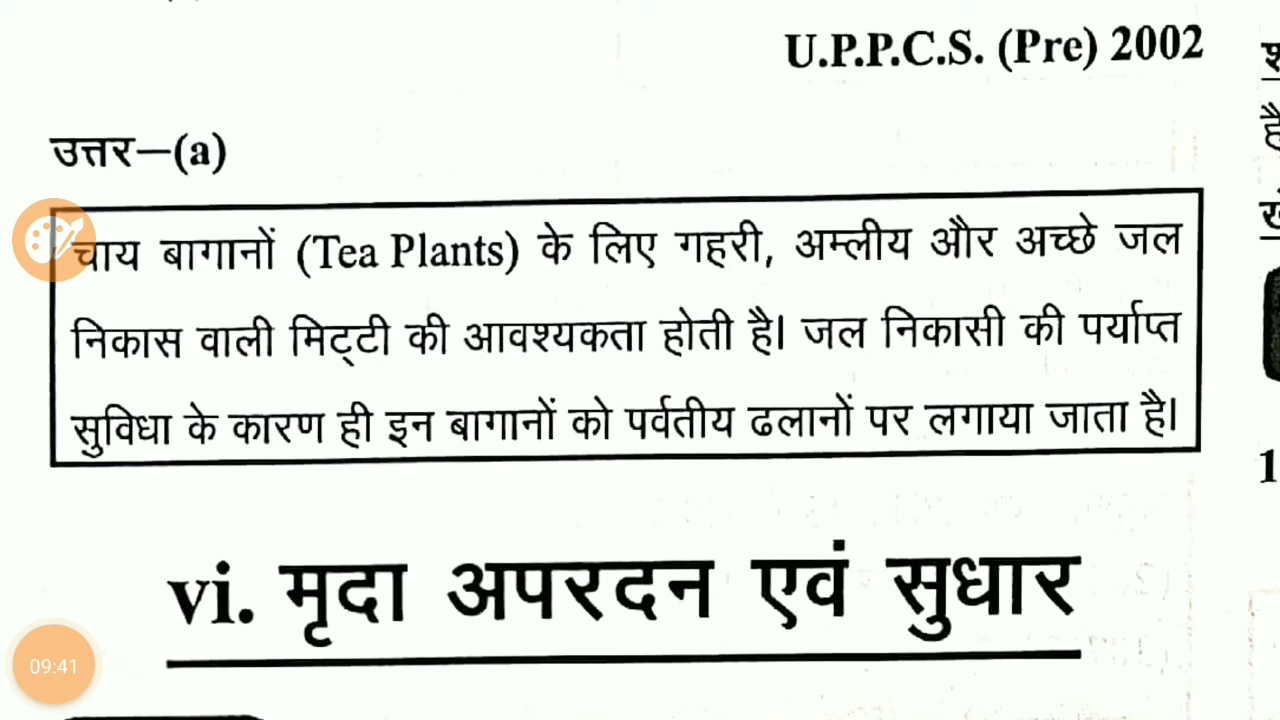 U.P.P.C.S. (Pre) 2002
उत्तर–(a)
चाय बागानों (Tea Plants) के लिए गहरी, अम्लीय और अच्छे जल
निकास वाली मिट्टी की आवश्यकता होती है। जल निकासी की पर्याप्त
सुविधा के कारण ही इन बागानों को पर्वतीय ढलानों पर लगाया जाता है।
vi. मृदा अपरदन एवं सुधार
09:41
है
1